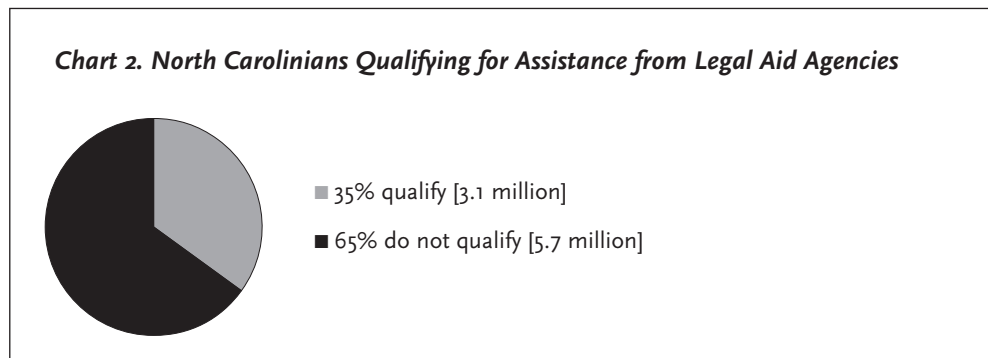 Chart 2. North Carolinians Qualifying for Assistance from Legal Aid Agencies
35% qualify [3.1 million]
65% do not qualify [5.7 million]